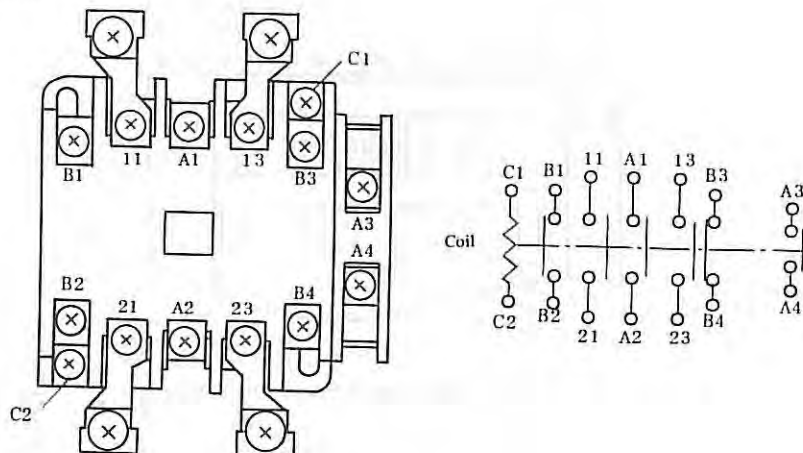 C1
11 A1 13
B1 B3
A3
A4
B2 B4
21 A2 23
C2
C1 B1 11 A1 13 B3 A3
Coil
C2 B2 21 A2 23 B4 A4